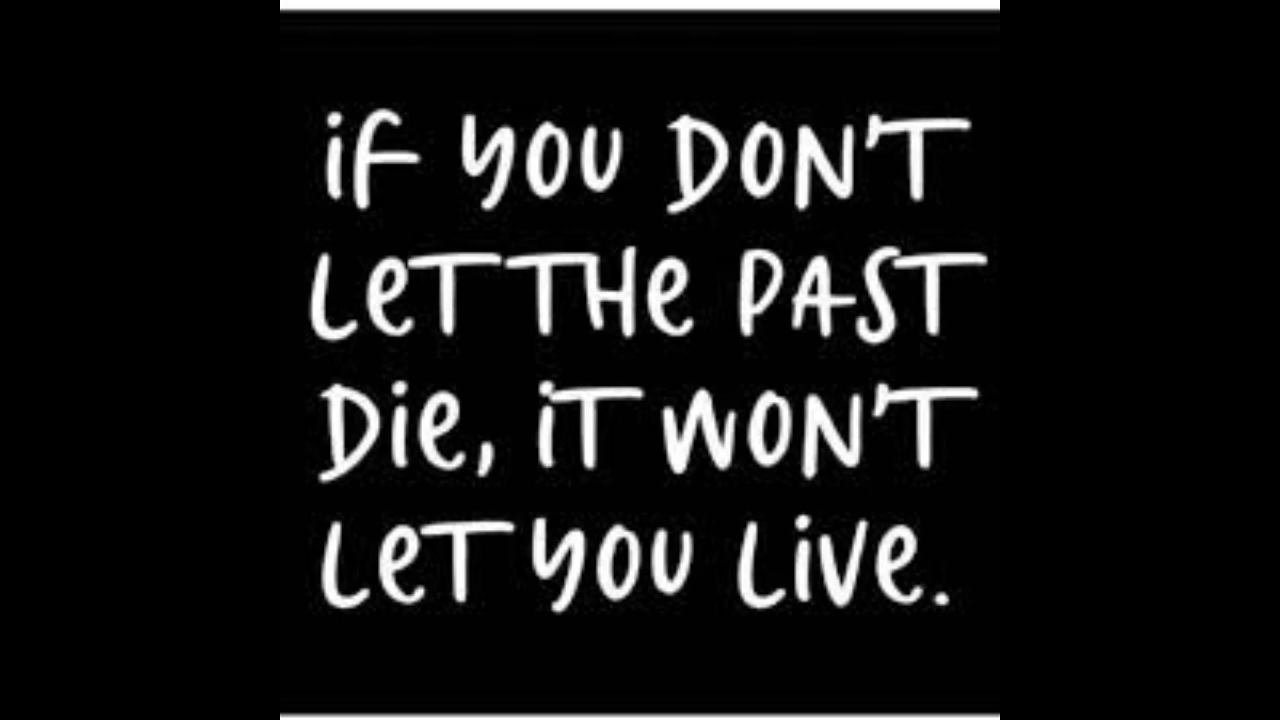 if you DON'T
LeT THe PAST
Die, iT WON'T
LeT you Live.